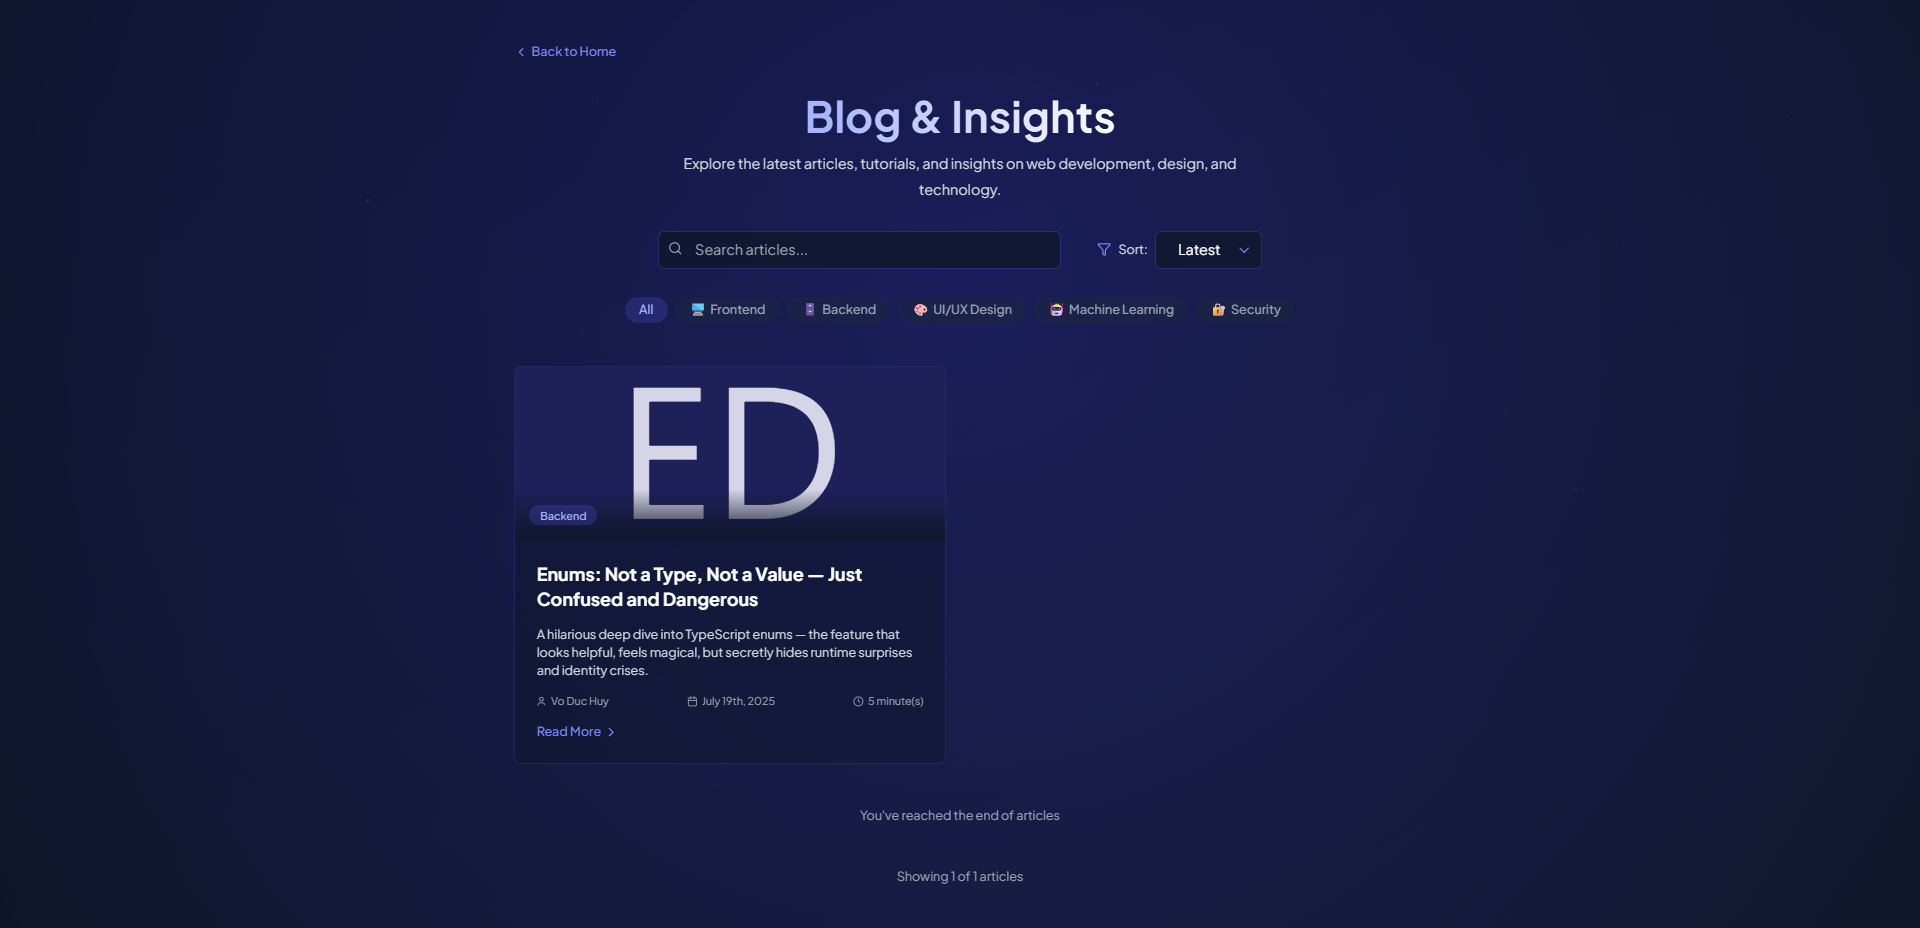 Back to Home
Blog & Insights
Explore the latest articles, tutorials, and insights on web development, design, and
technology.
Search articles...
Sort: Latest
All Frontend Backend UI/UX Design Machine Learning Security
ED
Backend
Enums: Not a Type, Not a Value — Just
Confused and Dangerous
A hilarious deep dive into TypeScript enums — the feature that
looks helpful, feels magical, but secretly hides runtime surprises
and identity crises.
Vo Duc Huy July 19th, 2025 5 minute(s)
Read More
You've reached the end of articles
Showing 1 of 1 articles